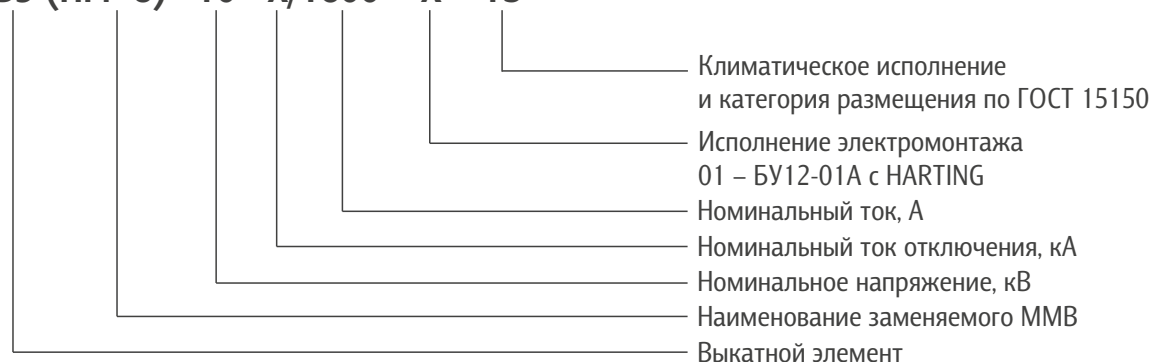 Климатическое исполнение
и категория размещения по ГОСТ 15150
Исполнение электромонтажа
01 – БУ12-01А с HARTING
Номинальный ток, А
Номинальный ток отключения, кА
Номинальное напряжение, кВ
Наименование заменяемого ММВ
Выкатной элемент